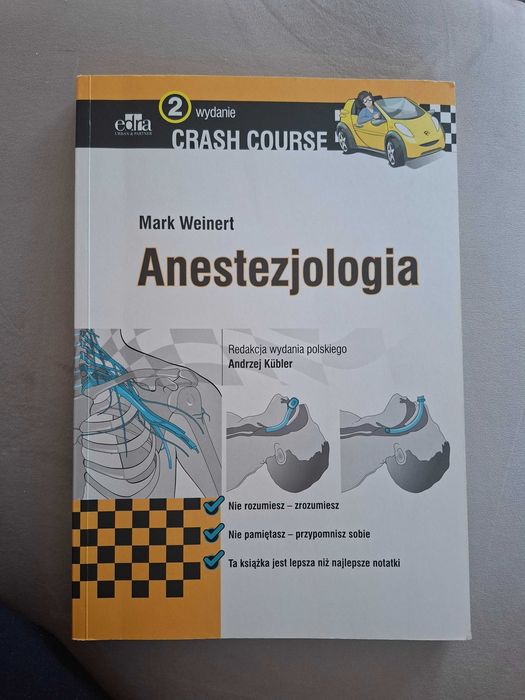 2 wydanie
edra
URBAN & PARTNER
CRASH COURSE
Mark Weinert
Anestezjologia
Redakcja wydania polskiego
Andrzej Kübler
Nie rozumiesz – zrozumiesz
Nie pamiętasz – przypomnisz sobie
Ta książka jest lepsza niż najlepsze notatki